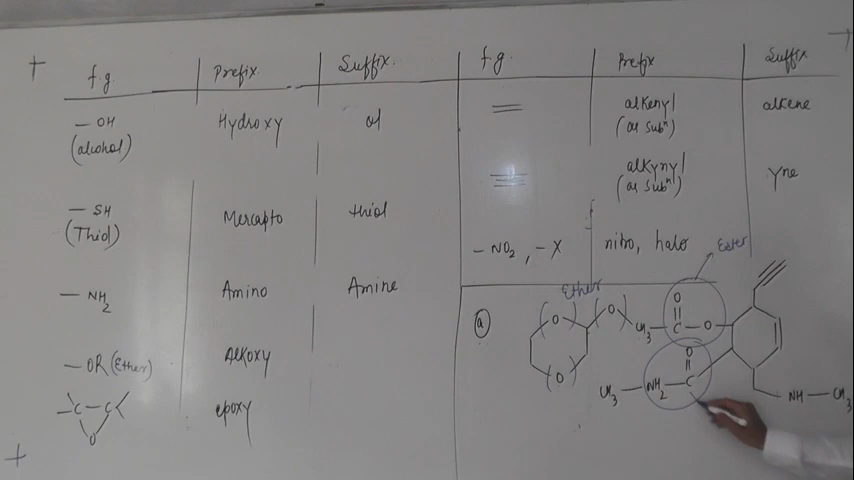 f.g. Prefix Suffix
— OH Hydroxy ol
(alcohol)
— SH Mercapto thiol
(Thiol)
— NH2 Amino Amine
— OR (Ether) Alkoxy
— C — C epoxy
O
f.g. Prefix Suffix
alkenyl alkene
(as subn)
alkynyl yne
(as subn)
— NO2, — X nitro, halo
Ester
Ether
(a)
O O O
CH3 — C — O
O
O
CH3 — NH2 — C
NH — CH3